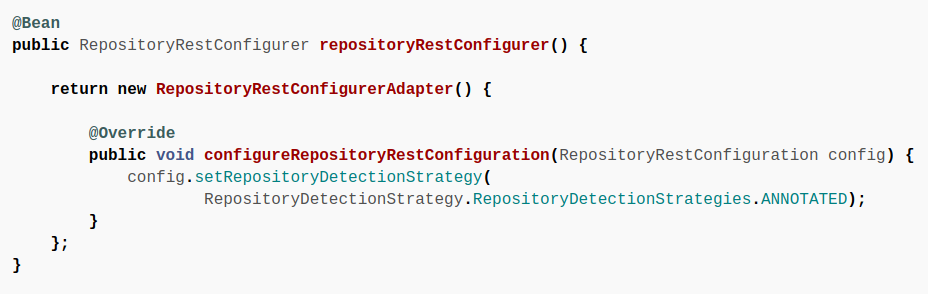 @Bean
public RepositoryRestConfigurer repositoryRestConfigurer() {
return new RepositoryRestConfigurerAdapter() {
@Override
public void configureRepositoryRestConfiguration(RepositoryRestConfiguration config) {
config.setRepositoryDetectionStrategy(
RepositoryDetectionStrategy.RepositoryDetectionStrategies.ANNOTATED);
}
};
}